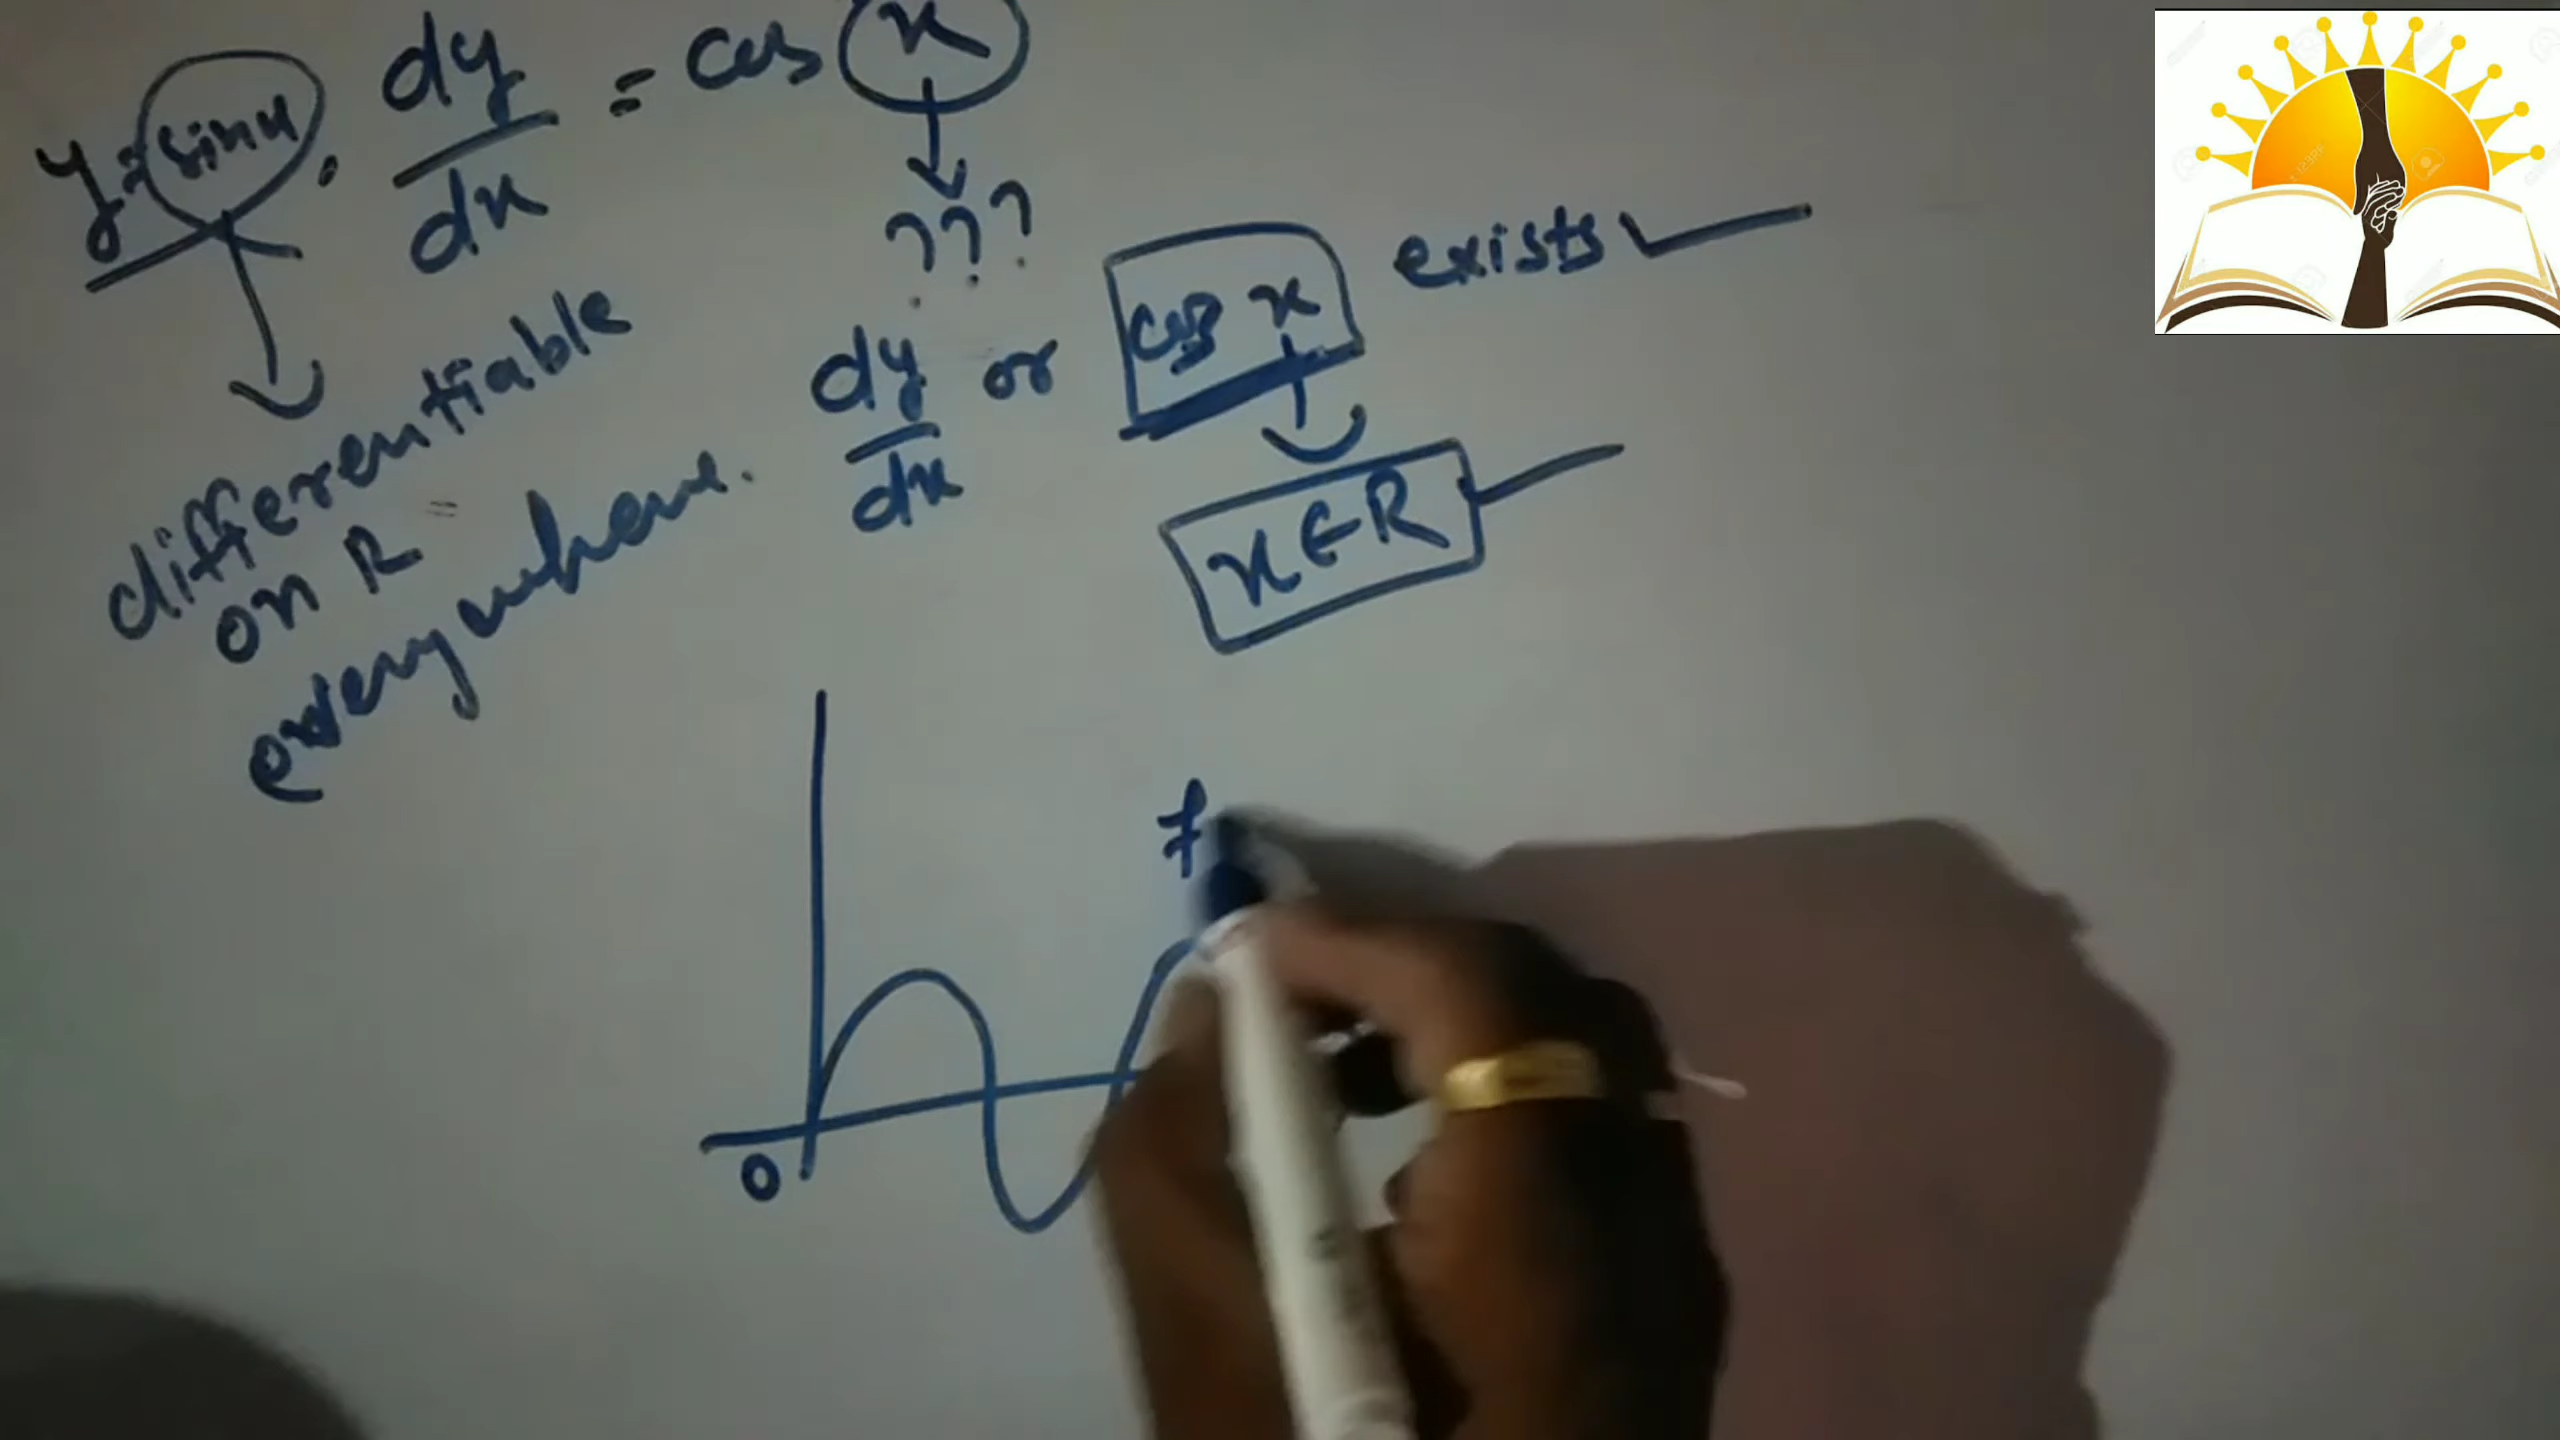 y = sin x . dy/dx = cos x
???
dy/dx or cos x exists
x ∈ R
differentiable
on R
everywhere.
f
0